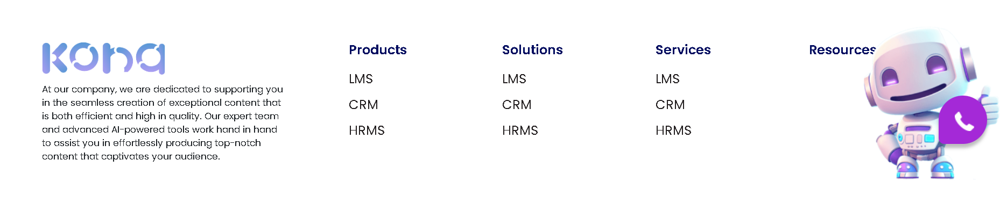 kona
At our company, we are dedicated to supporting you
in the seamless creation of exceptional content that
is both efficient and high in quality. Our expert team
and advanced AI-powered tools work hand in hand
to assist you in effortlessly producing top-notch
content that captivates your audience.
Products
LMS
CRM
HRMS
Solutions
LMS
CRM
HRMS
Services
LMS
CRM
HRMS
Resources